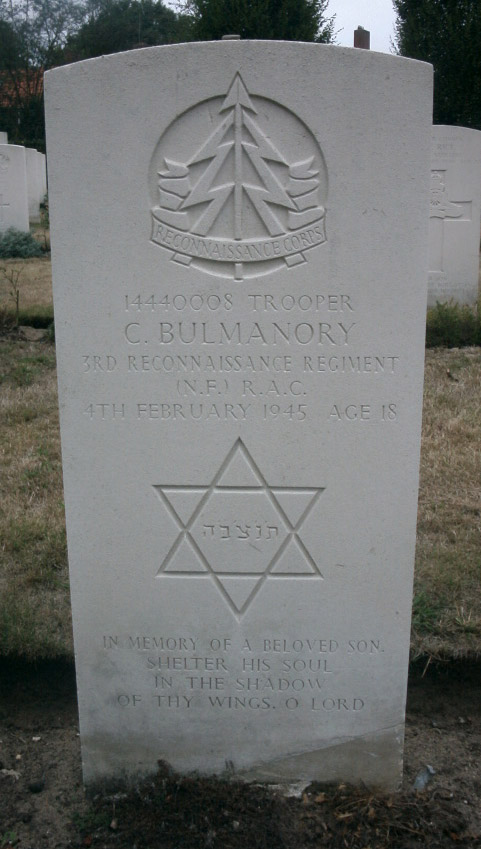 RECONNAISSANCE CORPS
14440008 TROOPER
C. BULMANORY
3RD RECONNAISSANCE REGIMENT
(N.F.) R.A.C.
4TH FEBRUARY 1945 AGE 18
תנצבה
IN MEMORY OF A BELOVED SON.
SHELTER HIS SOUL
IN THE SHADOW
OF THY WINGS, O LORD